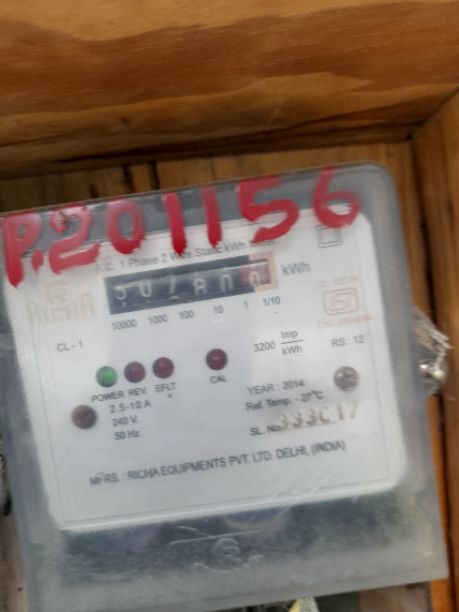 P.201156
A.C. 1 Phase 2 Wire Static kWh
RICHA
kWh
10000 1000 100 10 1 1/10
CL - 1
3200 Imp/kWh
RS : 12
POWER REV. EFLT
CAL
2.5-10 A
240 V.
50 Hz.
YEAR : 2014
Ref. Temp. - 27°C
SL. No.
MFRS. : RICHA EQUIPMENTS PVT. LTD. DELHI, (INDIA)